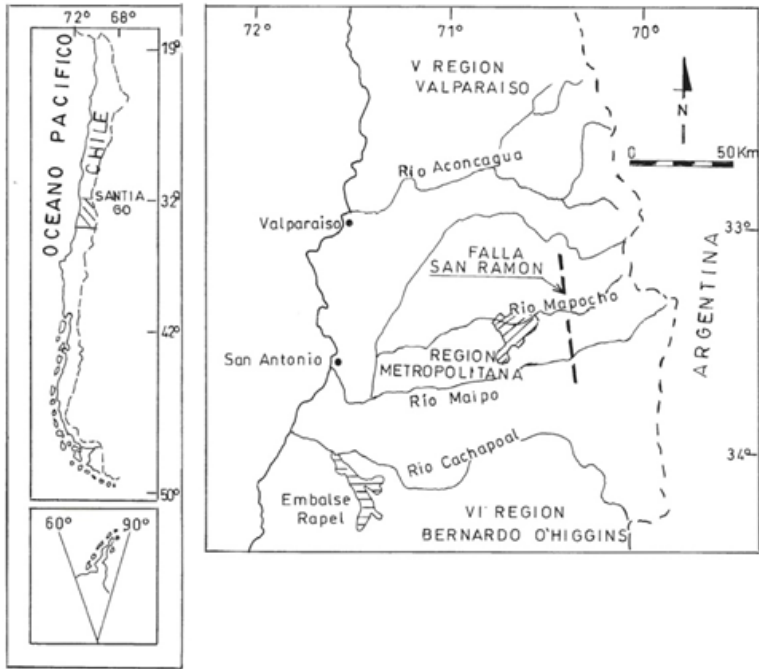 72° 68°
19°
OCEANO PACIFICO
CHILE
SANTIA
GO
32°
42°
50°
60° 90°
72° 71° 70°
V REGION
VALPARAISO
N
0 50Km
Rio Aconcagua
Valparaiso
33°
FALLA
SAN RAMON
Rio Mapocho
ARGENTINA
San Antonio
REGION
METROPOLITANA
Río Maipo
34°
Rio Cachapoal
Embalse
Rapel
VI REGION
BERNARDO O'HIGGINS